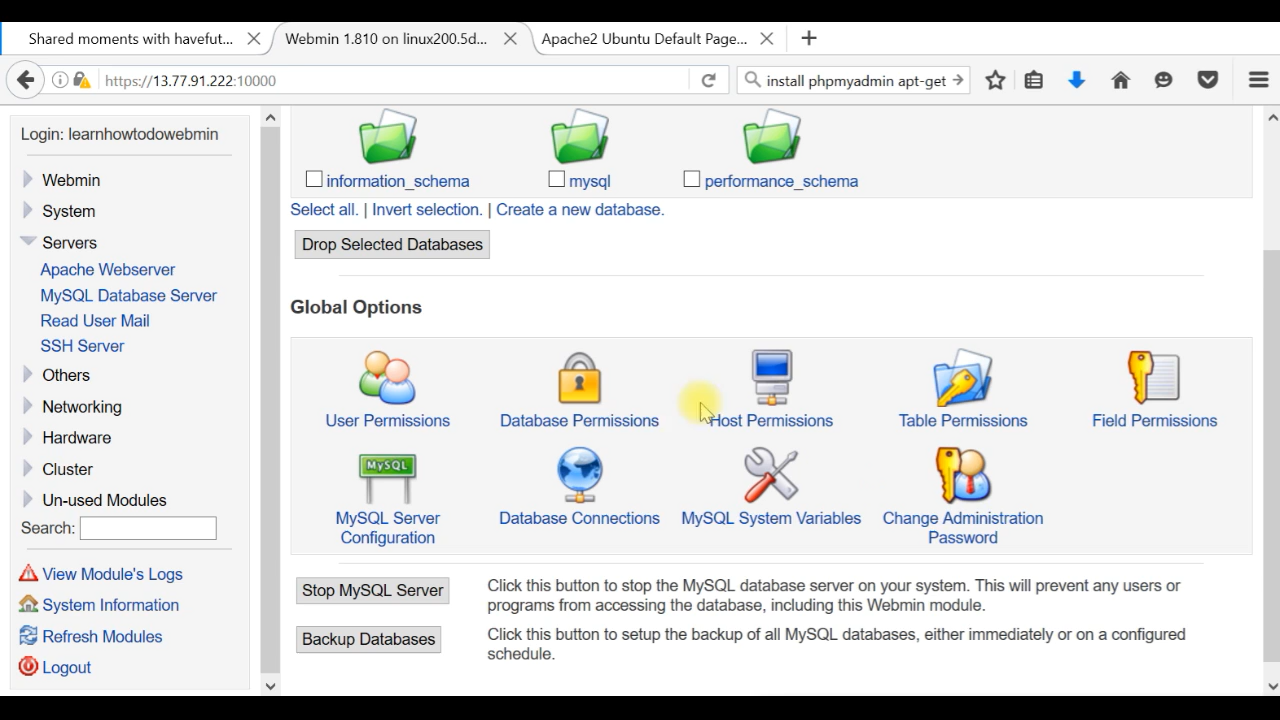 Shared moments with havefut...
Webmin 1.810 on linux200.5d...
Apache2 Ubuntu Default Page...
https://13.77.91.222:10000
install phpmyadmin apt-get
Login: learnhowtodowebmin
Webmin
System
Servers
Apache Webserver
MySQL Database Server
Read User Mail
SSH Server
Others
Networking
Hardware
Cluster
Un-used Modules
Search:
View Module's Logs
System Information
Refresh Modules
Logout
information_schema
mysql
performance_schema
Select all. | Invert selection. | Create a new database.
Drop Selected Databases
Global Options
User Permissions
Database Permissions
Host Permissions
Table Permissions
Field Permissions
MySQL
MySQL Server
Configuration
Database Connections
MySQL System Variables
Change Administration
Password
Stop MySQL Server
Click this button to stop the MySQL database server on your system. This will prevent any users or
programs from accessing the database, including this Webmin module.
Backup Databases
Click this button to setup the backup of all MySQL databases, either immediately or on a configured
schedule.